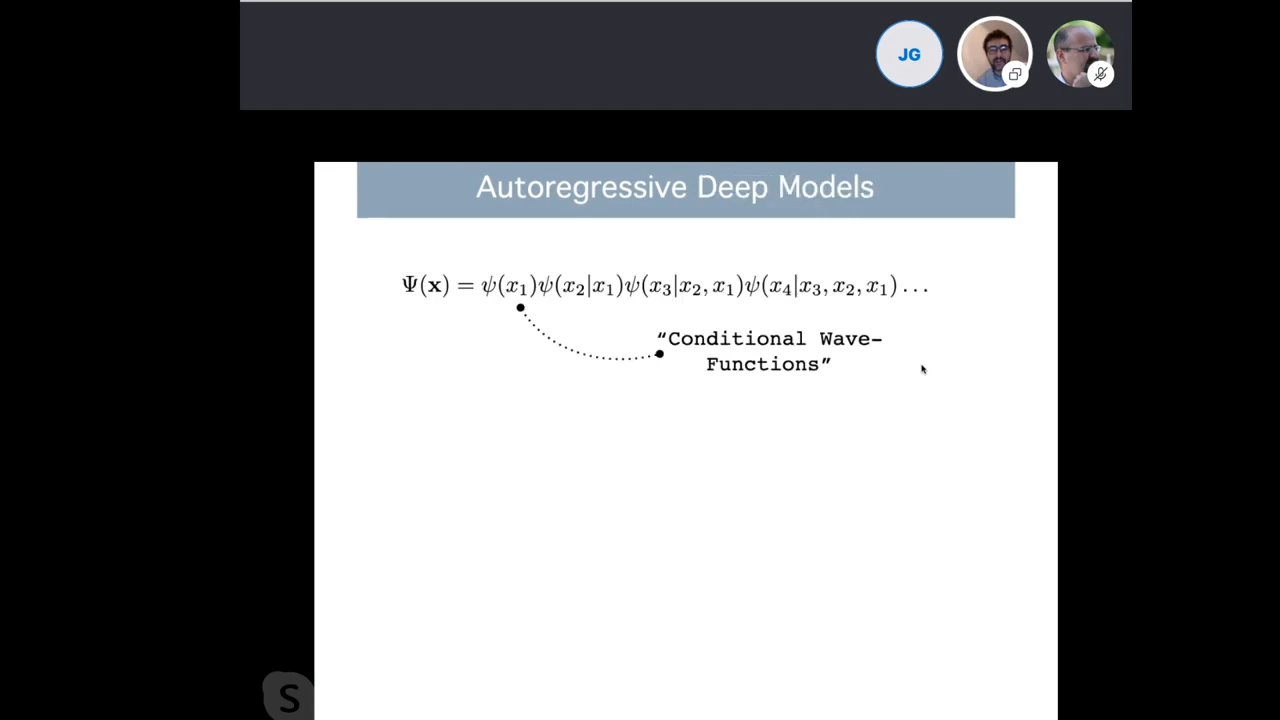 JG
Autoregressive Deep Models
Ψ(x) = ψ(x₁)ψ(x₂|x₁)ψ(x₃|x₂, x₁)ψ(x₄|x₃, x₂, x₁) . . .
“Conditional Wave-
Functions”
S